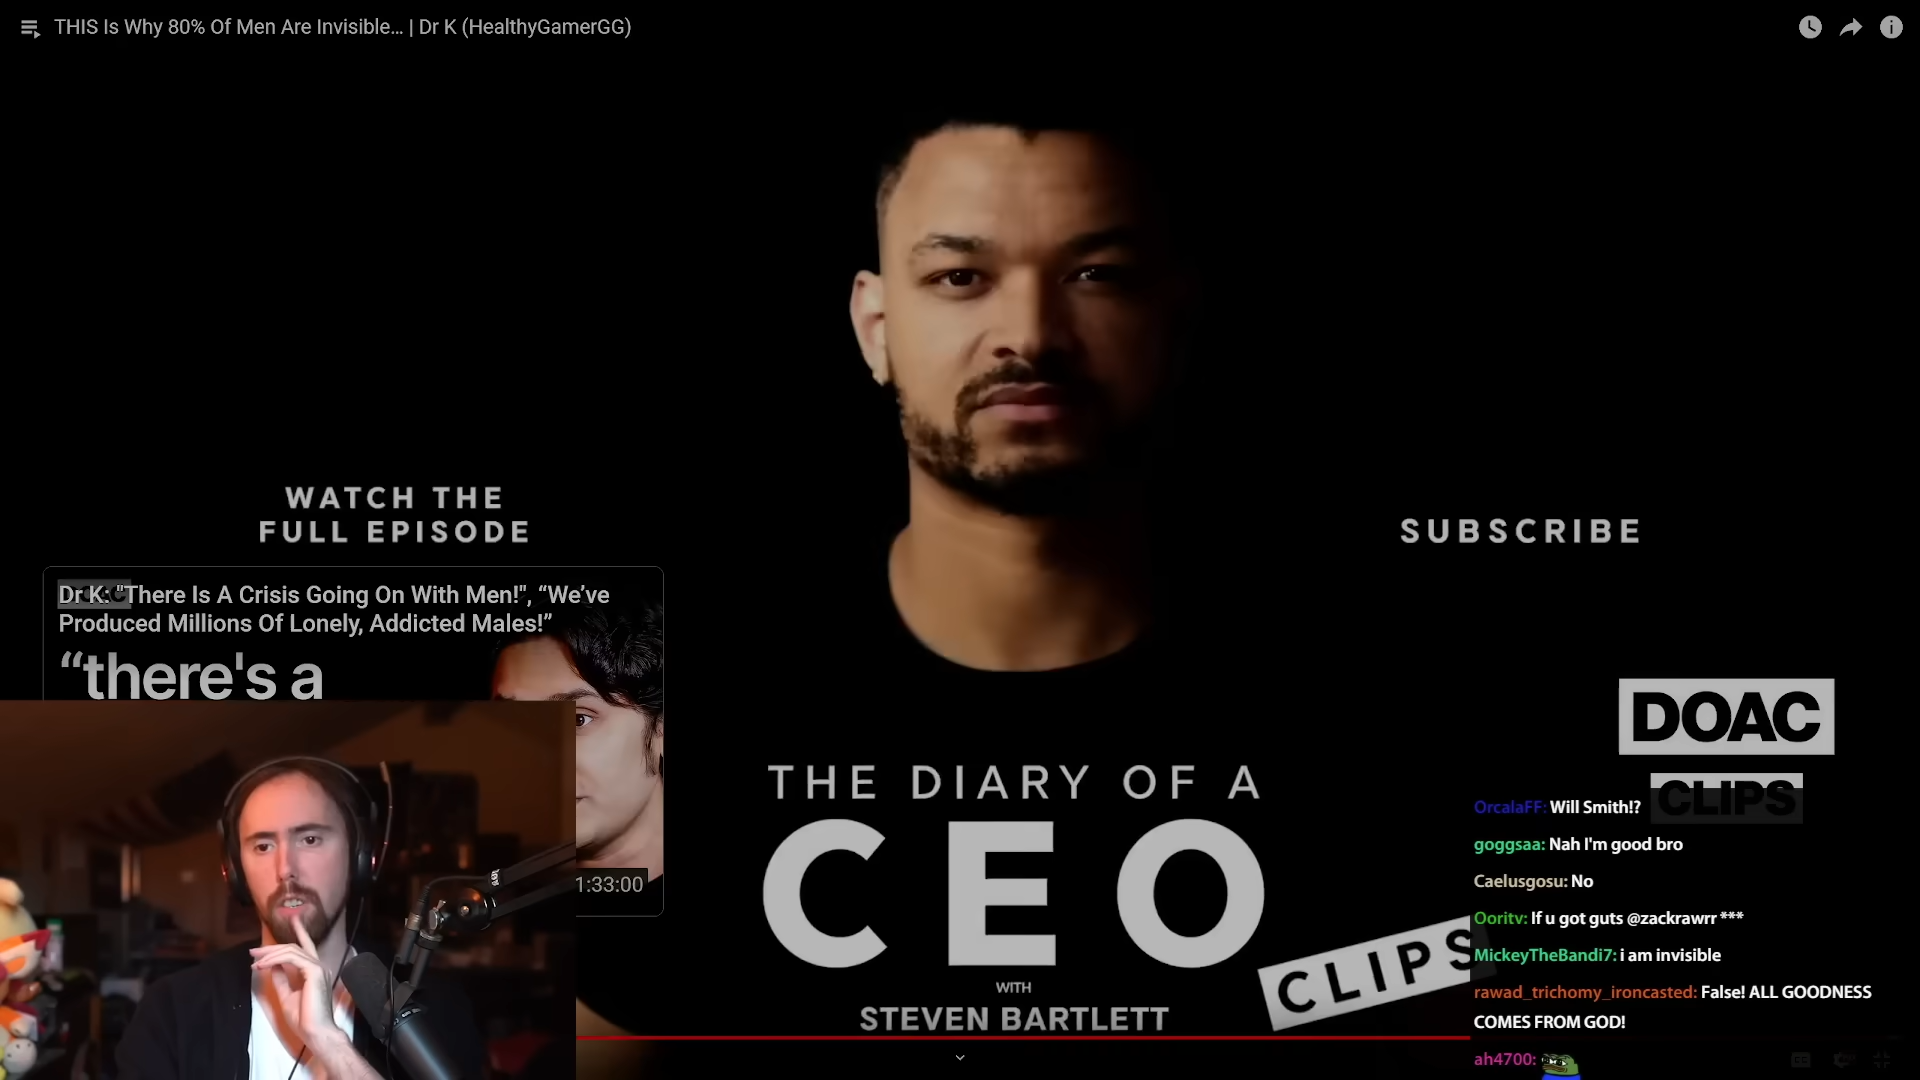 THIS Is Why 80% Of Men Are Invisible... | Dr K (HealthyGamerGG)
WATCH THE
FULL EPISODE
SUBSCRIBE
Dr K: "There Is A Crisis Going On With Men!", “We’ve
Produced Millions Of Lonely, Addicted Males!”
“there's a
1:33:00
THE DIARY OF A
CEO
CLIPS
WITH
STEVEN BARTLETT
DOAC
CLIPS
OrcalaFF: Will Smith!?
goggsaa: Nah I'm good bro
Caelusgosu: No
Ooritv: If u got guts @zackrawrr ***
MickeyTheBandi7: i am invisible
rawad_trichomy_ironcasted: False! ALL GOODNESS
COMES FROM GOD!
ah4700: